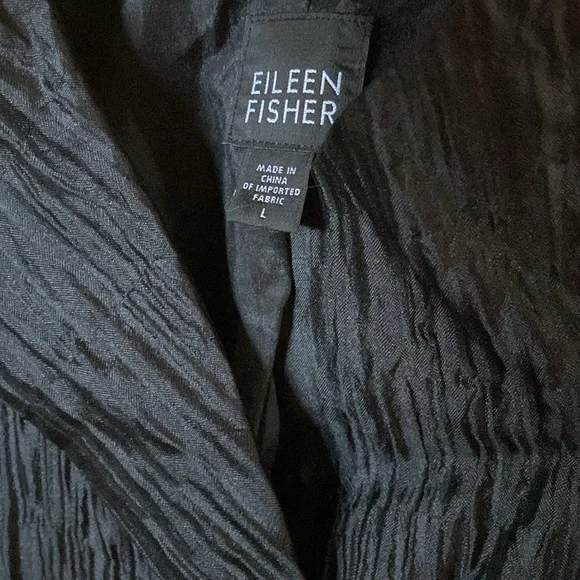 EILEEN
FISHER
MADE IN
CHINA
OF IMPORTED
FABRIC
L